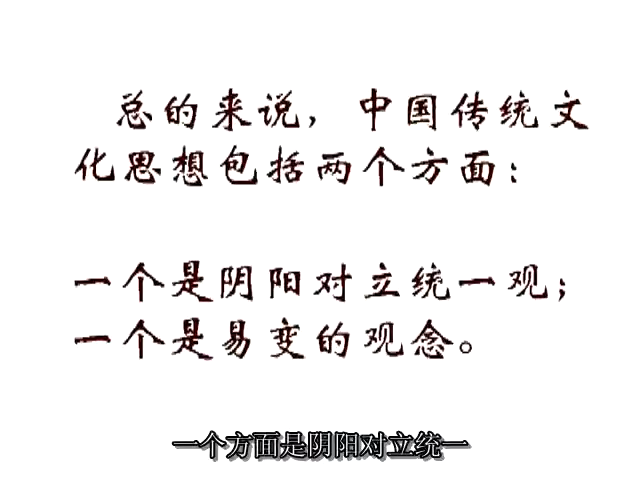 总的来说，中国传统文
化思想包括两个方面：
一个是阴阳对立统一观；
一个是易变的观念。
一个方面是阴阳对立统一